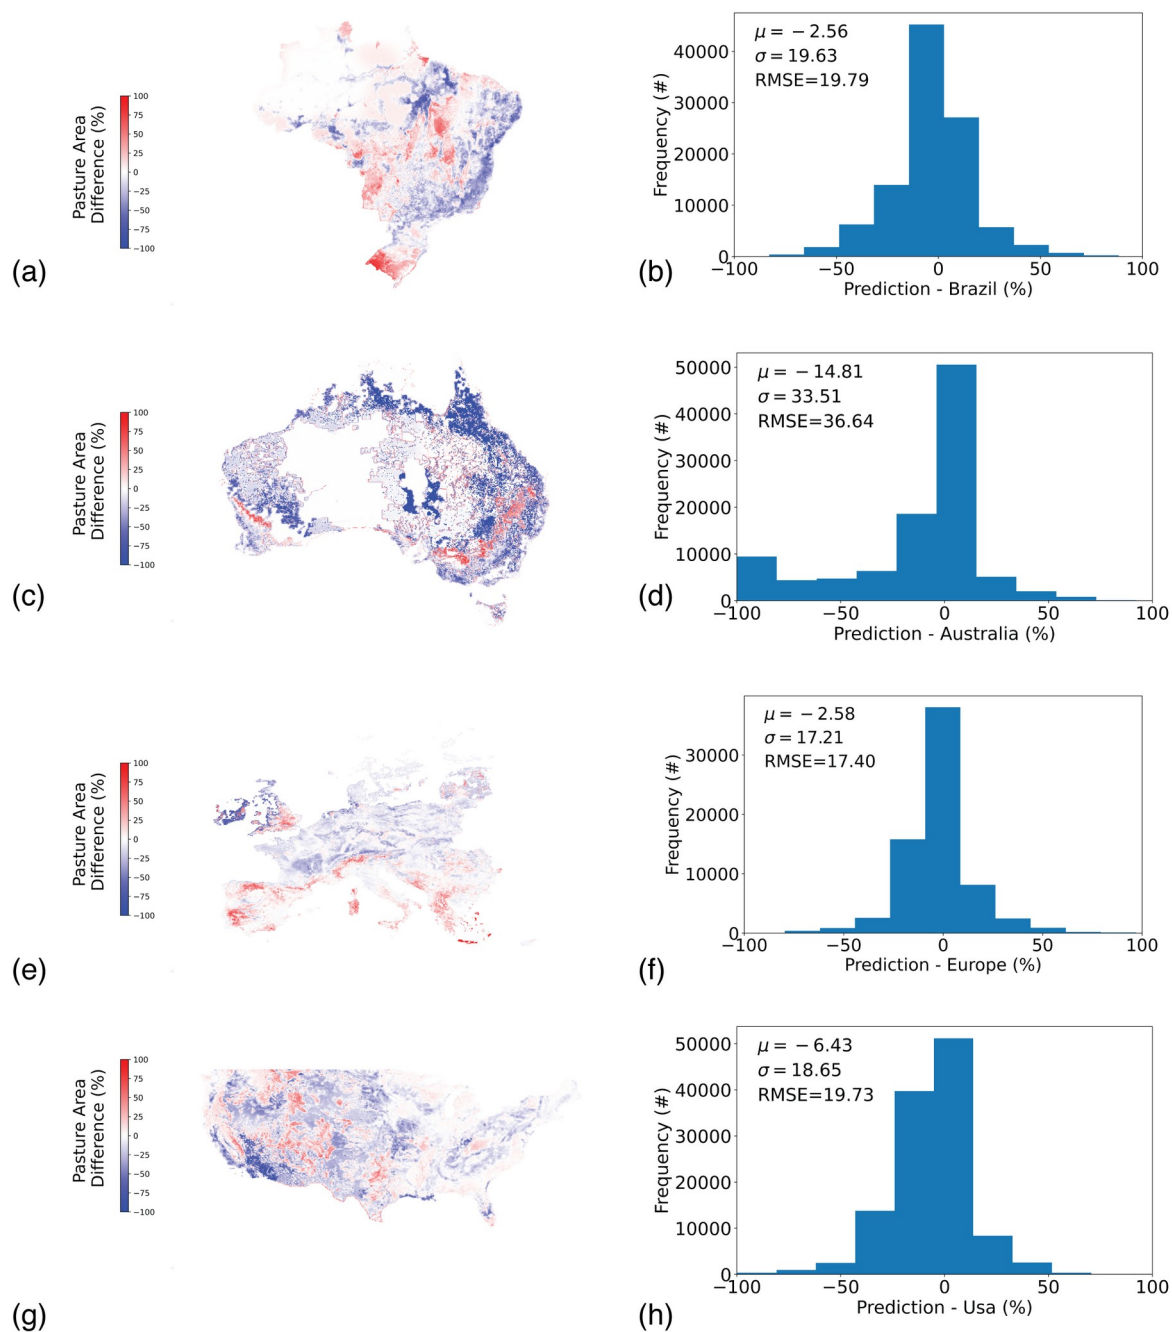 Pasture Area
Difference (%)
100
75
50
25
0
−25
−50
−75
−100
(a)
μ = −2.56
σ = 19.63
RMSE=19.79
Frequency (#)
40000
30000
20000
10000
0
−100
−50
0
50
100
Prediction - Brazil (%)
(b)
Pasture Area
Difference (%)
100
75
50
25
0
−25
−50
−75
−100
(c)
μ = −14.81
σ = 33.51
RMSE=36.64
Frequency (#)
50000
40000
30000
20000
10000
0
−100
−50
0
50
100
Prediction - Australia (%)
(d)
Pasture Area
Difference (%)
100
75
50
25
0
−25
−50
−75
−100
(e)
μ = −2.58
σ = 17.21
RMSE=17.40
Frequency (#)
30000
20000
10000
0
−100
−50
0
50
100
Prediction - Europe (%)
(f)
Pasture Area
Difference (%)
100
75
50
25
0
−25
−50
−75
−100
(g)
μ = −6.43
σ = 18.65
RMSE=19.73
Frequency (#)
50000
40000
30000
20000
10000
0
−100
−50
0
50
100
Prediction - Usa (%)
(h)